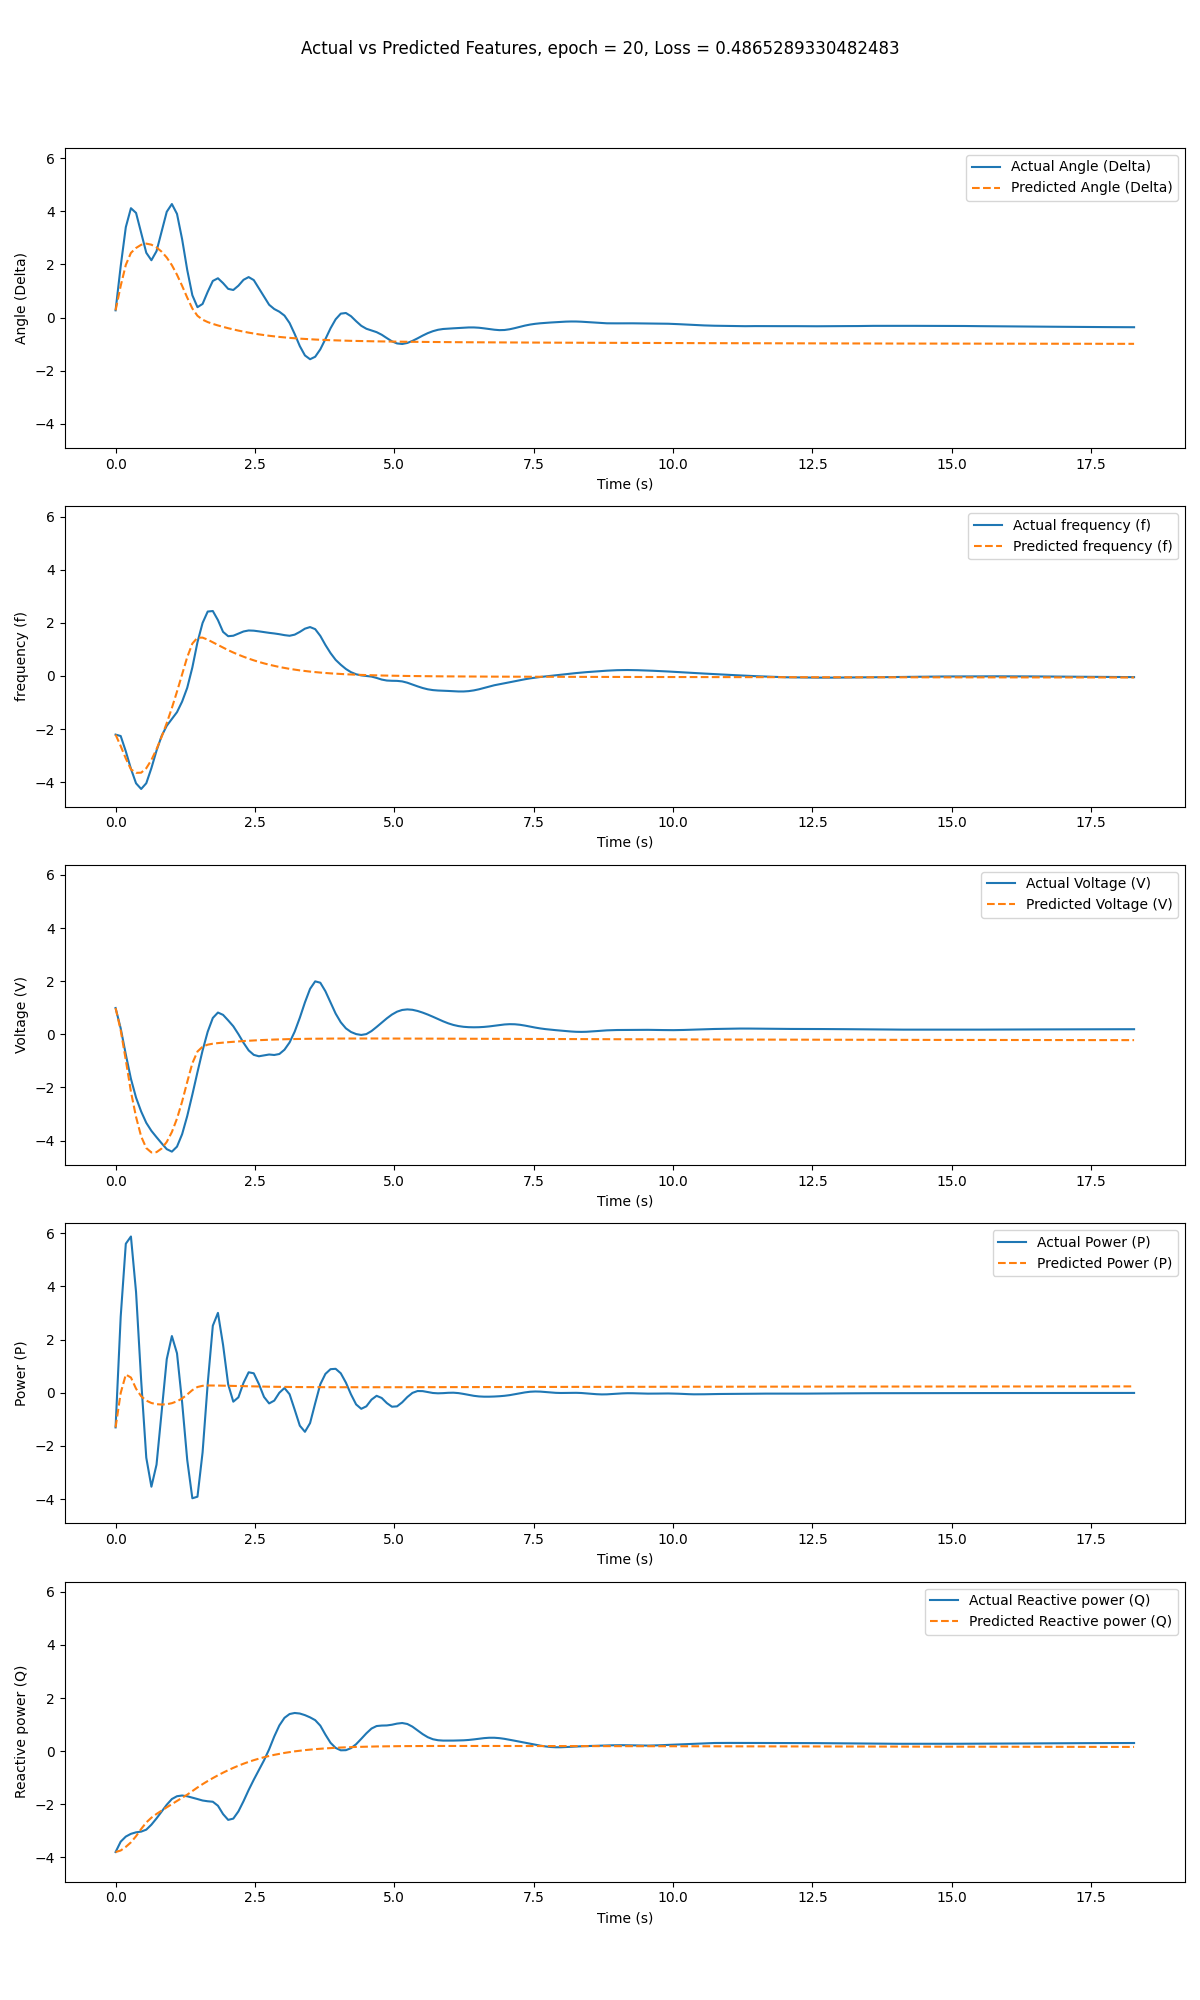 Actual vs Predicted Features, epoch = 20, Loss = 0.4865289330482483
6
4
2
0
−2
−4
Angle (Delta)
Actual Angle (Delta)
Predicted Angle (Delta)
0.0 2.5 5.0 7.5 10.0 12.5 15.0 17.5
Time (s)
6
4
2
0
−2
−4
frequency (f)
Actual frequency (f)
Predicted frequency (f)
0.0 2.5 5.0 7.5 10.0 12.5 15.0 17.5
Time (s)
6
4
2
0
−2
−4
Voltage (V)
Actual Voltage (V)
Predicted Voltage (V)
0.0 2.5 5.0 7.5 10.0 12.5 15.0 17.5
Time (s)
6
4
2
0
−2
−4
Power (P)
Actual Power (P)
Predicted Power (P)
0.0 2.5 5.0 7.5 10.0 12.5 15.0 17.5
Time (s)
6
4
2
0
−2
−4
Reactive power (Q)
Actual Reactive power (Q)
Predicted Reactive power (Q)
0.0 2.5 5.0 7.5 10.0 12.5 15.0 17.5
Time (s)